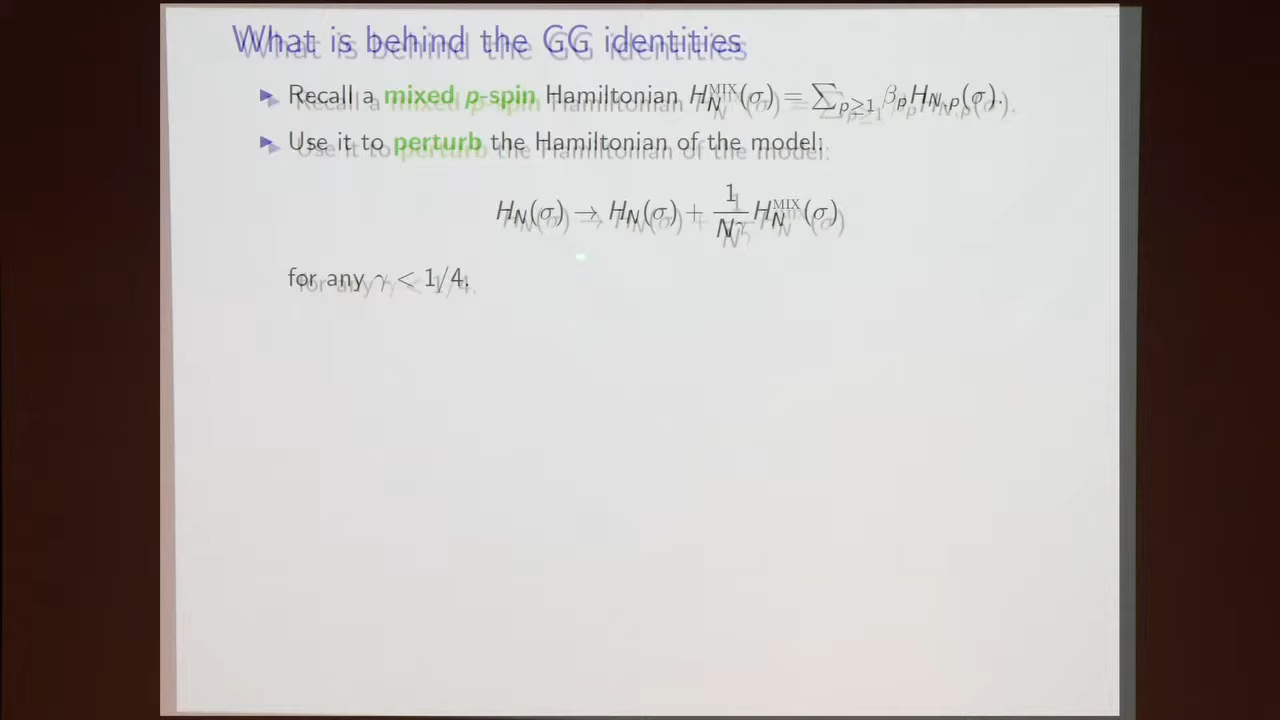 What is behind the GG identities
▶ Recall a mixed p-spin Hamiltonian H_N^{MIX}(σ) = ∑_{p≥1} β_p H_{N,p}(σ).
▶ Use it to perturb the Hamiltonian of the model:
H_N(σ) → H_N(σ) + \frac{1}{N^γ} H_N^{MIX}(σ)
for any γ < 1/4.